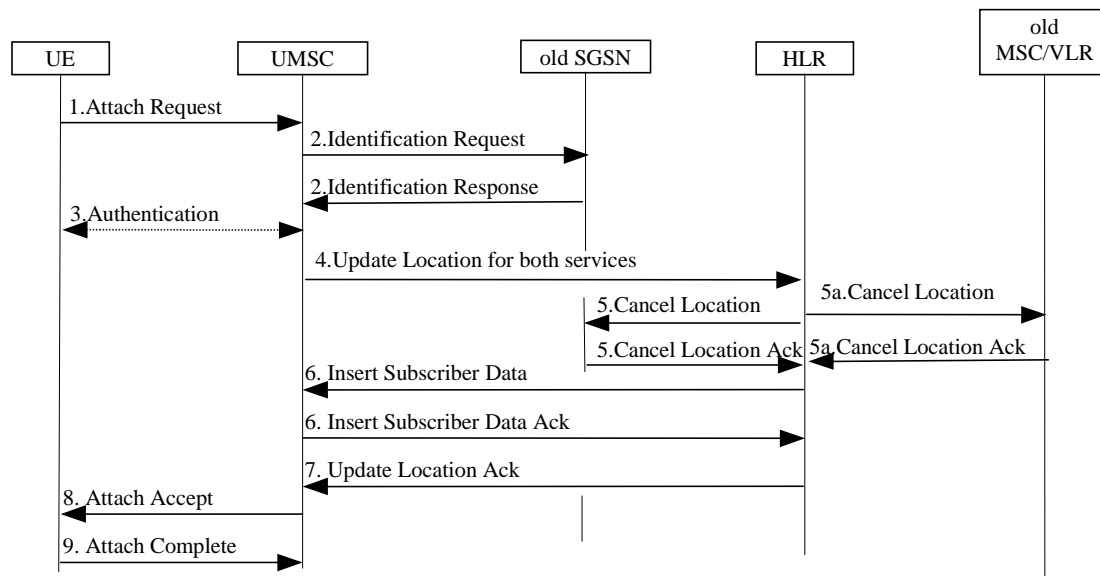 old
MSC/VLR
UE
UMSC
old SGSN
HLR
1.Attach Request
2.Identification Request
2.Identification Response
3.Authentication
4.Update Location for both services
5a.Cancel Location
5.Cancel Location
5.Cancel Location Ack
5a.Cancel Location Ack
6. Insert Subscriber Data
6. Insert Subscriber Data Ack
7. Update Location Ack
8. Attach Accept
9. Attach Complete